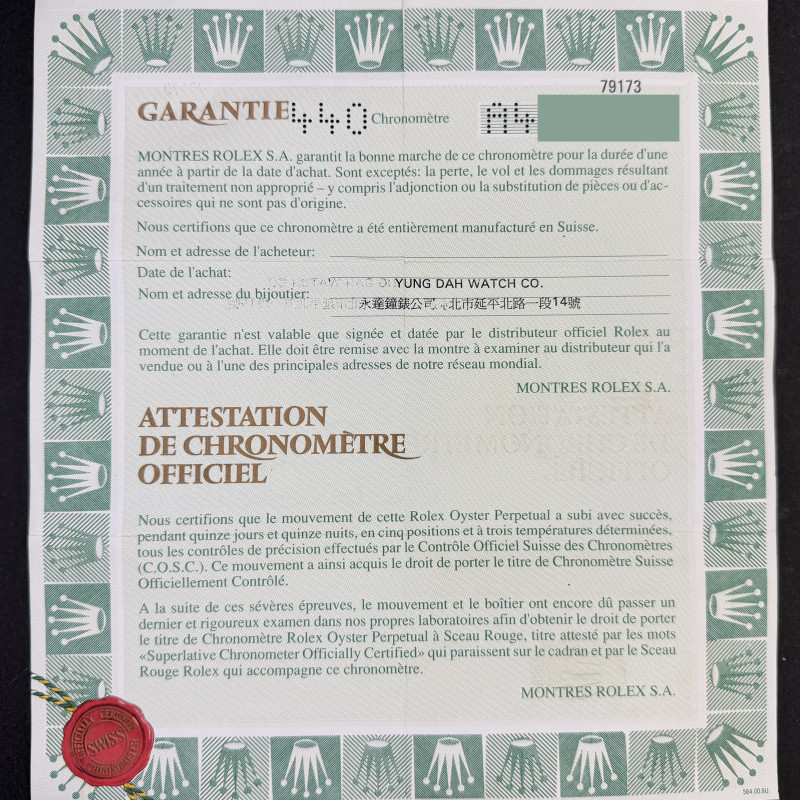 79173
GARANTIE 440 Chronomètre A4
MONTRES ROLEX S.A. garantit la bonne marche de ce chronomètre pour la durée d'une
année à partir de la date d'achat. Sont exceptés: la perte, le vol et les dommages résultant
d'un traitement non approprié – y compris l'adjonction ou la substitution de pièces ou d'ac-
cessoires qui ne sont pas d'origine.
Nous certifions que ce chronomètre a été entièrement manufacturé en Suisse.
Nom et adresse de l'acheteur:
Date de l'achat:
YUNG DAH WATCH CO.
Nom et adresse du bijoutier:
永達鐘錶公司 北市延平北路一段14號
Cette garantie n'est valable que signée et datée par le distributeur officiel Rolex au
moment de l'achat. Elle doit être remise avec la montre à examiner au distributeur qui l'a
vendue ou à l'une des principales adresses de notre réseau mondial.
MONTRES ROLEX S.A.
ATTESTATION
DE CHRONOMÈTRE
OFFICIEL
Nous certifions que le mouvement de cette Rolex Oyster Perpetual a subi avec succès,
pendant quinze jours et quinze nuits, en cinq positions et à trois températures déterminées,
tous les contrôles de précision effectués par le Contrôle Officiel Suisse des Chronomètres
(C.O.S.C.). Ce mouvement a ainsi acquis le droit de porter le titre de Chronomètre Suisse
Officiellement Contrôlé.
A la suite de ces sévères épreuves, le mouvement et le boîtier ont encore dû passer un
dernier et rigoureux examen dans nos propres laboratoires afin d'obtenir le droit de porter
le titre de Chronomètre Rolex Oyster Perpetual à Sceau Rouge, titre attesté par les mots
«Superlative Chronometer Officially Certified» qui paraissent sur le cadran et par le Sceau
Rouge Rolex qui accompagne ce chronomètre.
MONTRES ROLEX S.A.
OFFICIALLY CERTIFIED
SWISS
CHRONOMETER
564.00.6U.